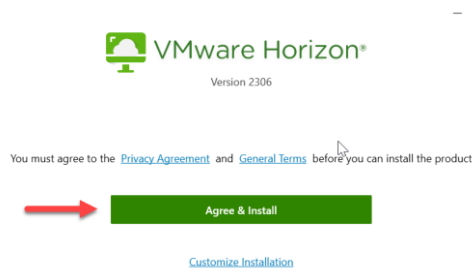 VMware Horizon®
Version 2306
You must agree to the Privacy Agreement and General Terms before you can install the product
Agree & Install
Customize Installation